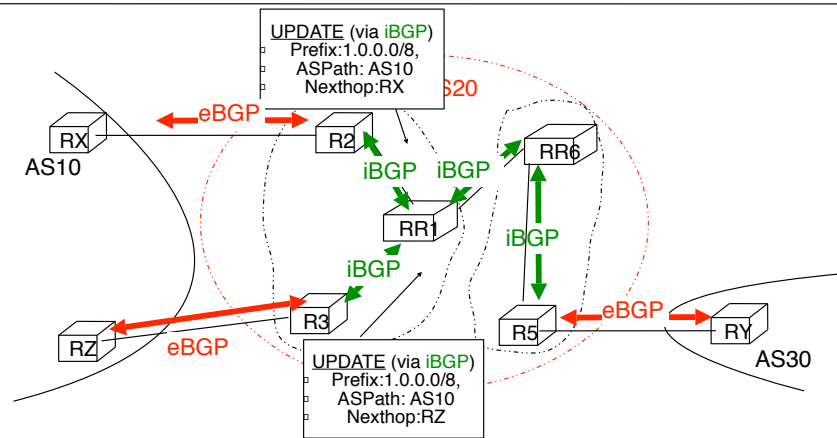 UPDATE (via iBGP)
Prefix:1.0.0.0/8,
ASPath: AS10
Nexthop:RX
S20
eBGP
RX
R2
AS10
RR6
iBGP
iBGP
RR1
iBGP
iBGP
R3
RZ
eBGP
R5
eBGP
RY
AS30
UPDATE (via iBGP)
Prefix:1.0.0.0/8,
ASPath: AS10
Nexthop:RZ